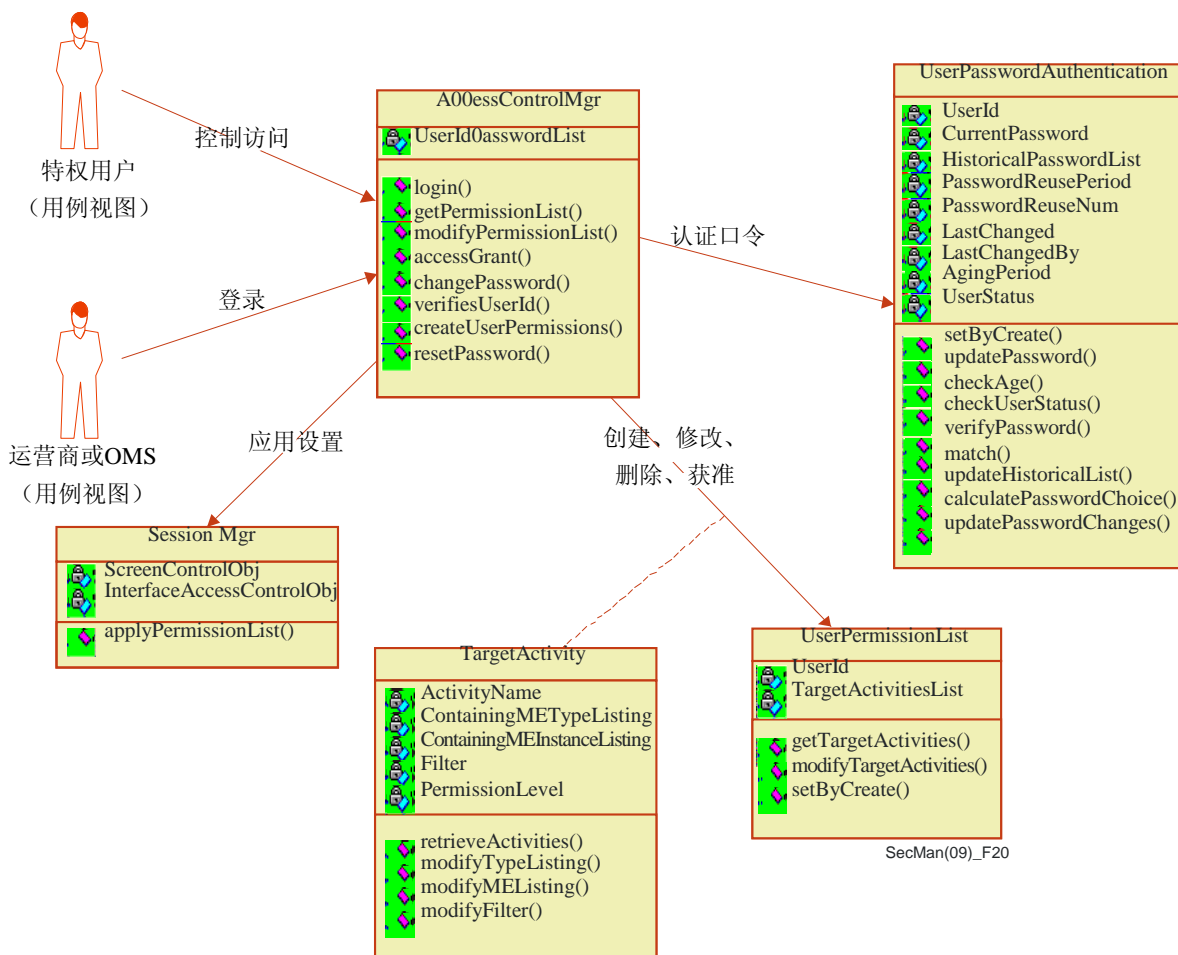 特权用户
（用例视图）
控制访问
运营商或OMS
（用例视图）
登录
A00essControlMgr
UserId0asswordList
login()
getPermissionList()
modifyPermissionList()
accessGrant()
changePassword()
verifiesUserId()
createUserPermissions()
resetPassword()
认证口令
UserPasswordAuthentication
UserId
CurrentPassword
HistoricalPasswordList
PasswordReusePeriod
PasswordReuseNum
LastChanged
LastChangedBy
AgingPeriod
UserStatus
setByCreate()
updatePassword()
checkAge()
checkUserStatus()
verifyPassword()
match()
updateHistoricalList()
calculatePasswordChoice()
updatePasswordChanges()
应用设置
创建、修改、
删除、获准
Session Mgr
ScreenControlObj
InterfaceAccessControlObj
applyPermissionList()
TargetActivity
ActivityName
ContainingMETypeListing
ContainingMEInstanceListing
Filter
PermissionLevel
retrieveActivities()
modifyTypeListing()
modifyMEListing()
modifyFilter()
UserPermissionList
UserId
TargetActivitiesList
getTargetActivities()
modifyTargetActivities()
setByCreate()
SecMan(09)_F20